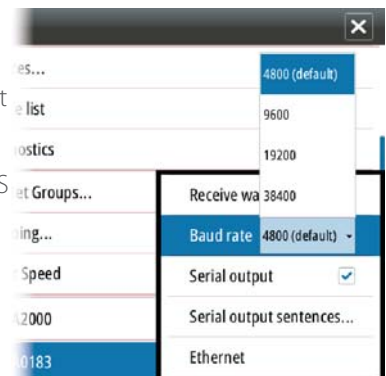 es...
4800 (default)
t
e list
9600
ostics
19200
S
et Groups...
Receive wa
38400
ing...
Baud rate
4800 (default)
Speed
Serial output
2000
Serial output sentences...
0183
Ethernet